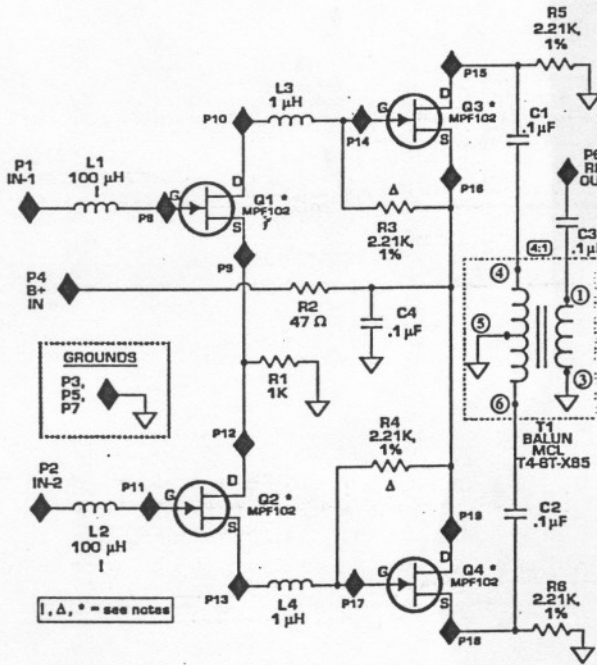 R5
2.21K,
1%
P15
D
L3
1 µH
P10
G
Q3 *
MPF102
P14
S
C1
.1µF
P1
IN-1
L1
100 µH
I
P8
G
D
Q1 *
MPF102
S
P16
Δ
R3
2.21K,
1%
C3
.1µF
P9
P4
B+
IN
R2
47 Ω
C4
.1 µF
4:1
4
1
5
3
6
GROUNDS
P3,
P5,
P7
R1
1K
P12
R4
2.21K,
1%
Δ
T1
BALUN
MCL
T4-6T-X65
P2
IN-2
P11
G
D
Q2 *
MPF102
S
L2
100 µH
I
P19
D
C2
.1µF
G
Q4 *
MPF102
S
P13
L4
1 µH
P17
I, Δ, * = see notes
P18
R6
2.21K,
1%